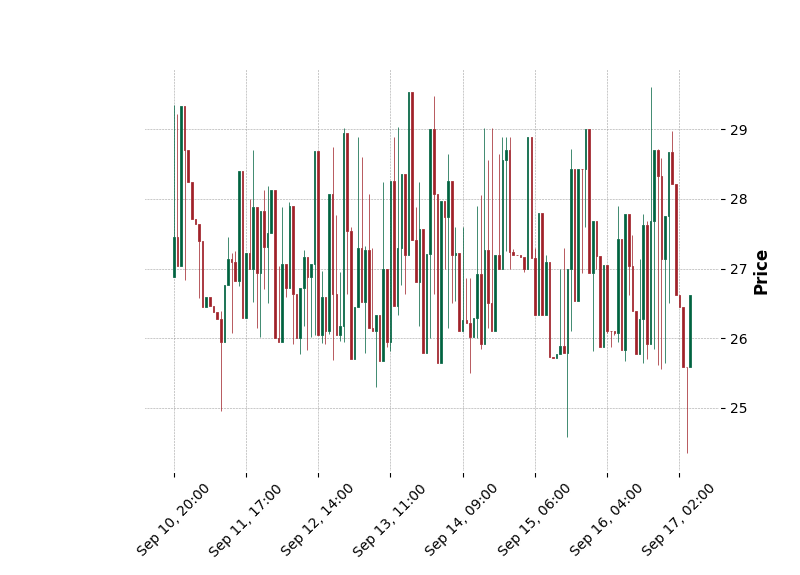 29
28
27
26
25
Price
Sep 10, 20:00
Sep 11, 17:00
Sep 12, 14:00
Sep 13, 11:00
Sep 14, 09:00
Sep 15, 06:00
Sep 16, 04:00
Sep 17, 02:00